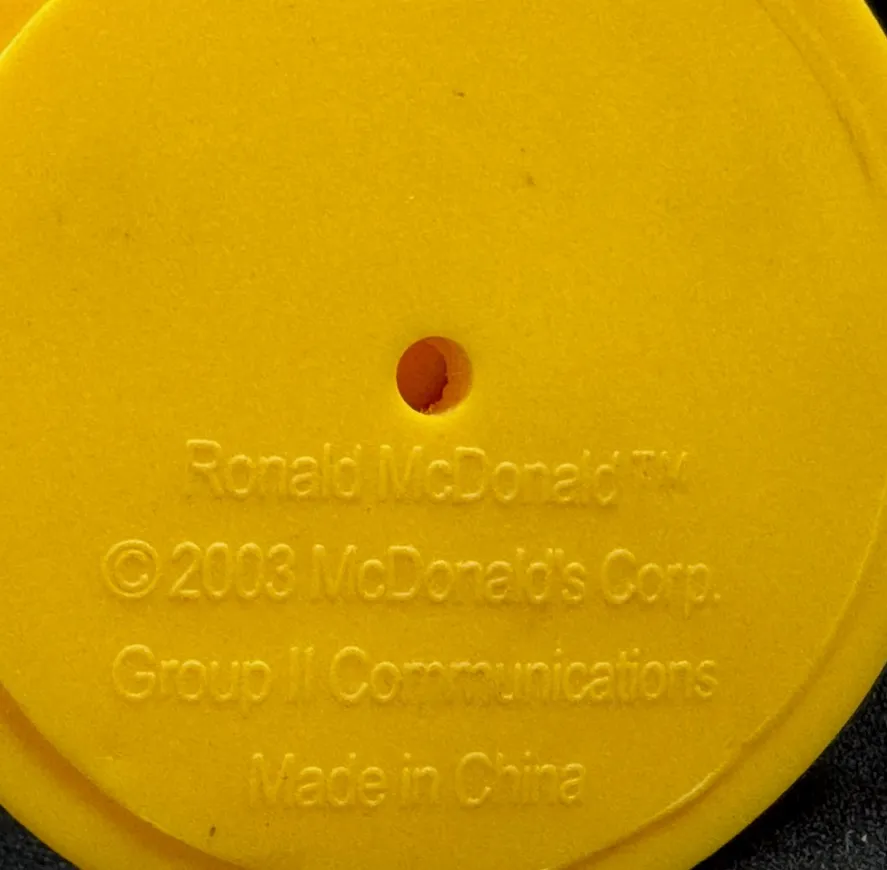 Ronald McDonald™
© 2003 McDonald's Corp.
Group II Communications
Made in China